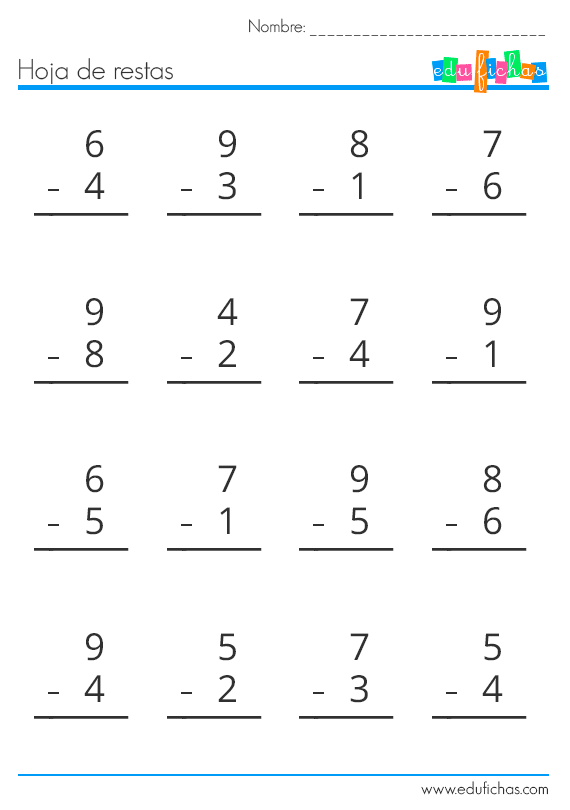 Nombre: ___________________________
Hoja de restas
edufichas
6 9 8 7
- 4 - 3 - 1 - 6
9 4 7 9
- 8 - 2 - 4 - 1
6 7 9 8
- 5 - 1 - 5 - 6
9 5 7 5
- 4 - 2 - 3 - 4
www.edufichas.com